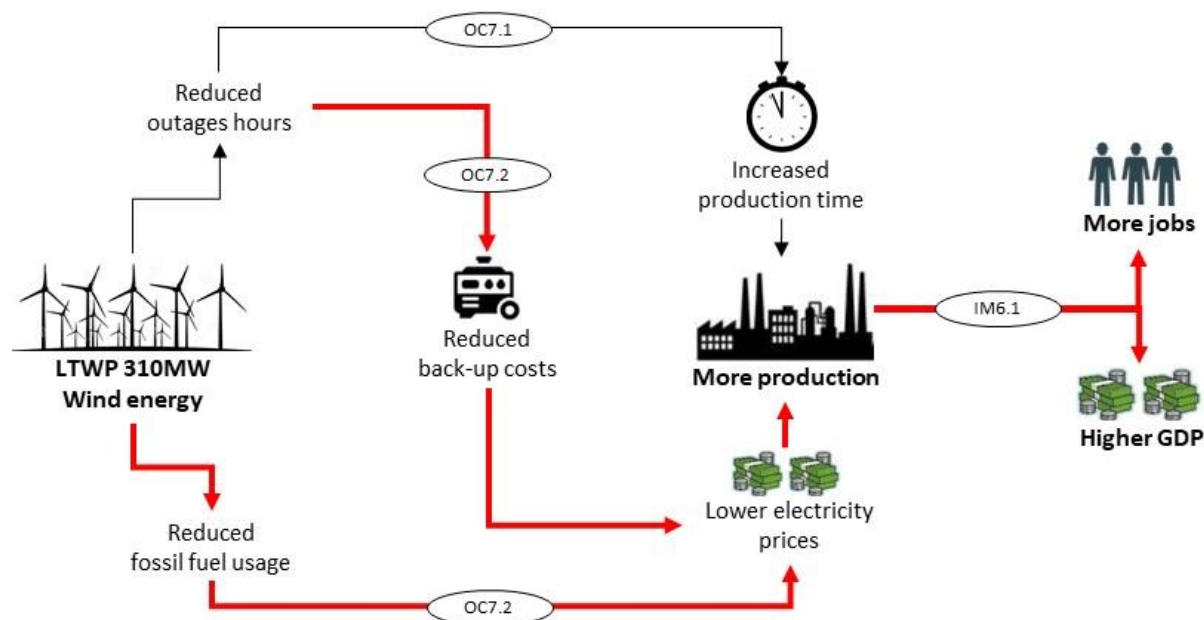 OC7.1
Reduced
outages hours
OC7.2
Increased
production time
More jobs
LTWP 310MW
Wind energy
Reduced
back-up costs
More production
IM6.1
Higher GDP
Reduced
fossil fuel usage
Lower electricity
prices
OC7.2